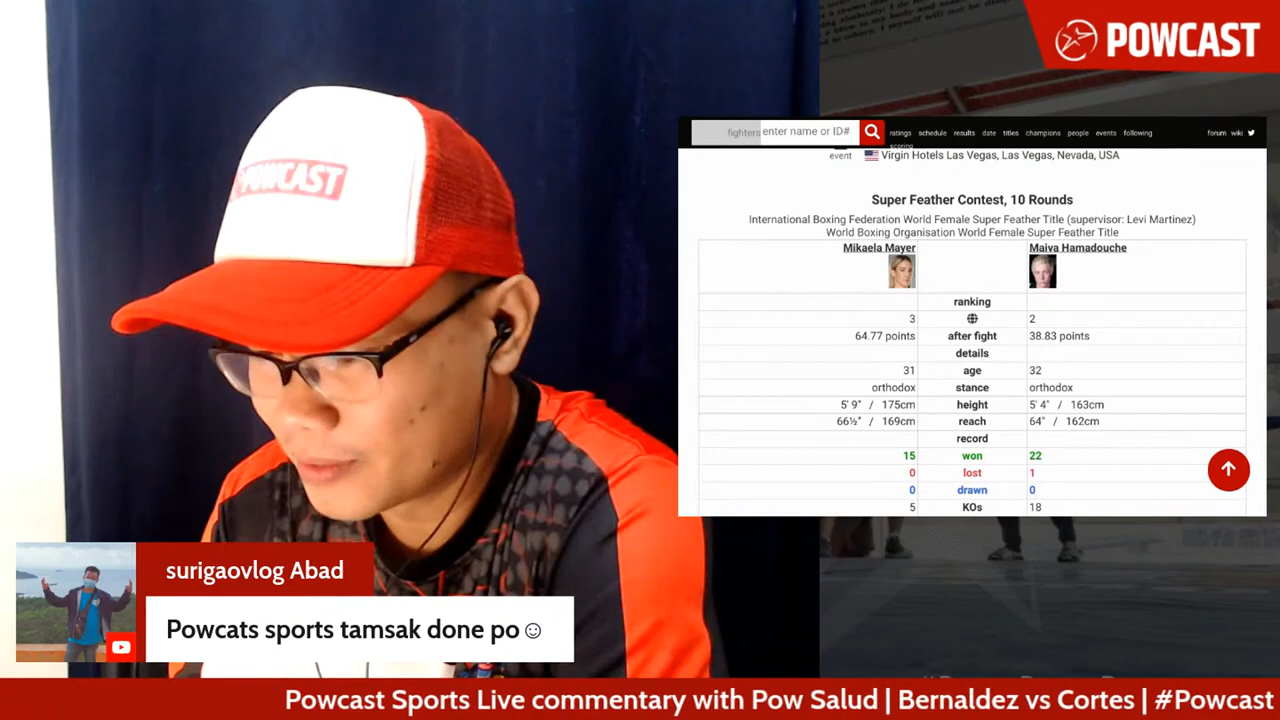 POWCAST
POWCAST
fighters enter name or ID# ratings schedule results date titles champions people events following forum wiki
scoring
event Virgin Hotels Las Vegas, Las Vegas, Nevada, USA
Super Feather Contest, 10 Rounds
International Boxing Federation World Female Super Feather Title (supervisor: Levi Martinez)
World Boxing Organisation World Female Super Feather Title
Mikaela Mayer Maiva Hamadouche
ranking
3 2
64.77 points after fight 38.83 points
details
31 age 32
orthodox stance orthodox
5' 9" / 175cm height 5' 4" / 163cm
66½" / 169cm reach 64" / 162cm
record
15 won 22
0 lost 1
0 drawn 0
5 KOs 18
surigaovlog Abad
Powcats sports tamsak done po☺
Powcast Sports Live commentary with Pow Salud | Bernaldez vs Cortes | #Powcast